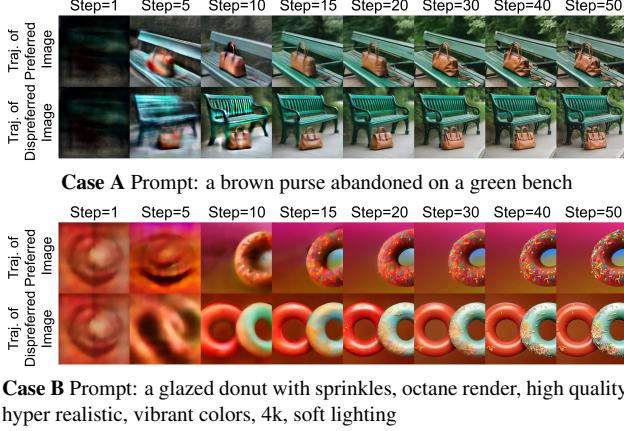 Step=1 Step=5 Step=10 Step=15 Step=20 Step=30 Step=40 Step=50
Traj. of Preferred Image
Traj. of Dispreferred Image
Case A Prompt: a brown purse abandoned on a green bench
Step=1 Step=5 Step=10 Step=15 Step=20 Step=30 Step=40 Step=50
Traj. of Preferred Image
Traj. of Dispreferred Image
Case B Prompt: a glazed donut with sprinkles, octane render, high quality
hyper realistic, vibrant colors, 4k, soft lighting